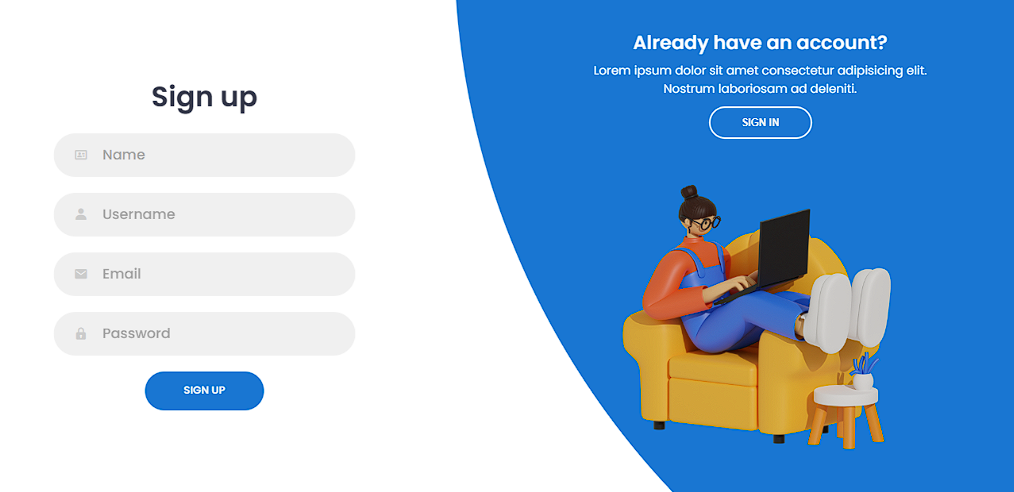 Sign up
Name
Username
Email
Password
SIGN UP
Already have an account?
Lorem ipsum dolor sit amet consectetur adipisicing elit.
Nostrum laboriosam ad deleniti.
SIGN IN